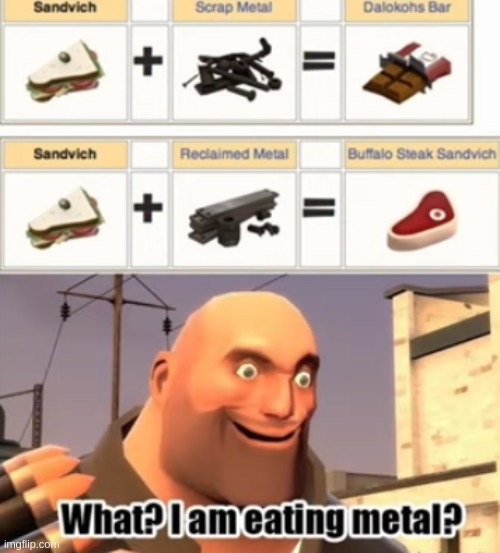 Sandvich Scrap Metal Dalokohs Bar
+ =
Sandvich Reclaimed Metal Buffalo Steak Sandvich
+ =
What? I am eating metal?
imgflip.com